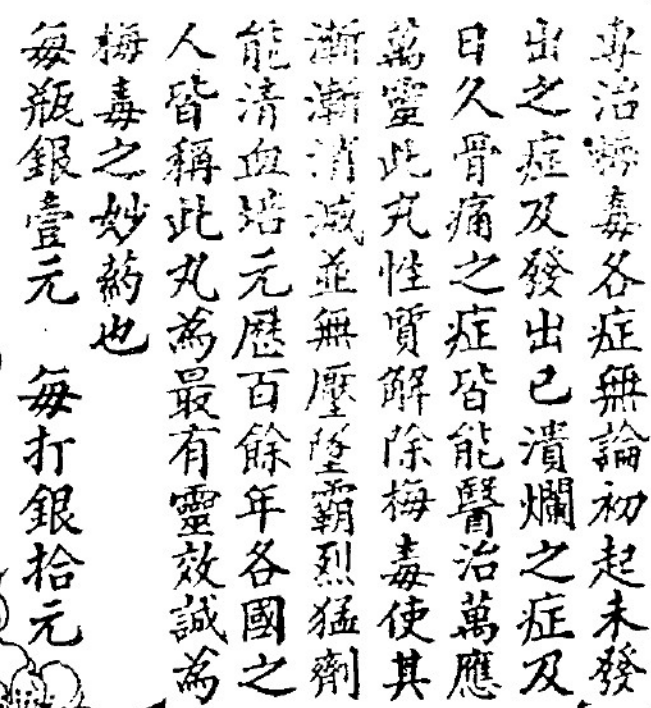 專治梅毒各症無論初起未發
出之症及發出已潰爛之症及
日久骨痛之症皆能醫治萬應
萬靈此丸性質解除梅毒使其
漸漸消滅並無壓墜霸烈猛劑
能清血培元歷百餘年各國之
人皆稱此丸為最有靈效誠為
梅毒之妙药也
每瓶銀壹元 每打銀拾元